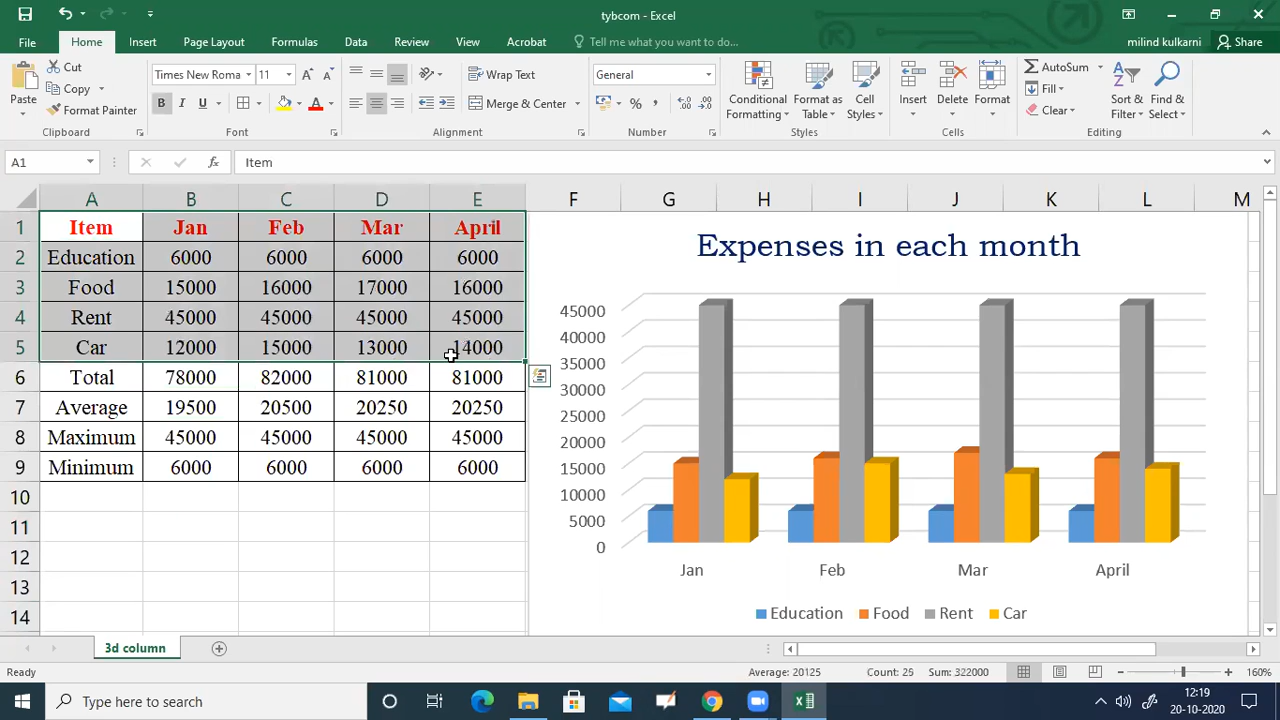 tybcom - Excel
File Home Insert Page Layout Formulas Data Review View Acrobat Tell me what you want to do... milind kulkarni Share
Paste Cut Copy Format Painter Clipboard
Times New Roma 11 B I U A A A Font
Wrap Text Merge & Center Alignment
General % , Number
Conditional Formatting Format as Table Cell Styles Styles
Insert Delete Format Cells
AutoSum Fill Clear Sort & Filter Find & Select Editing
A1 fx Item
A B C D E F G H I J K L M
1 Item Jan Feb Mar April
2 Education 6000 6000 6000 6000
3 Food 15000 16000 17000 16000
4 Rent 45000 45000 45000 45000
5 Car 12000 15000 13000 14000
6 Total 78000 82000 81000 81000
7 Average 19500 20500 20250 20250
8 Maximum 45000 45000 45000 45000
9 Minimum 6000 6000 6000 6000
10
11
12
13
14
Expenses in each month
45000
40000
35000
30000
25000
20000
15000
10000
5000
0
Jan Feb Mar April
Education Food Rent Car
3d column
Ready Average: 20125 Count: 25 Sum: 322000 160%
Type here to search
12:19
20-10-2020